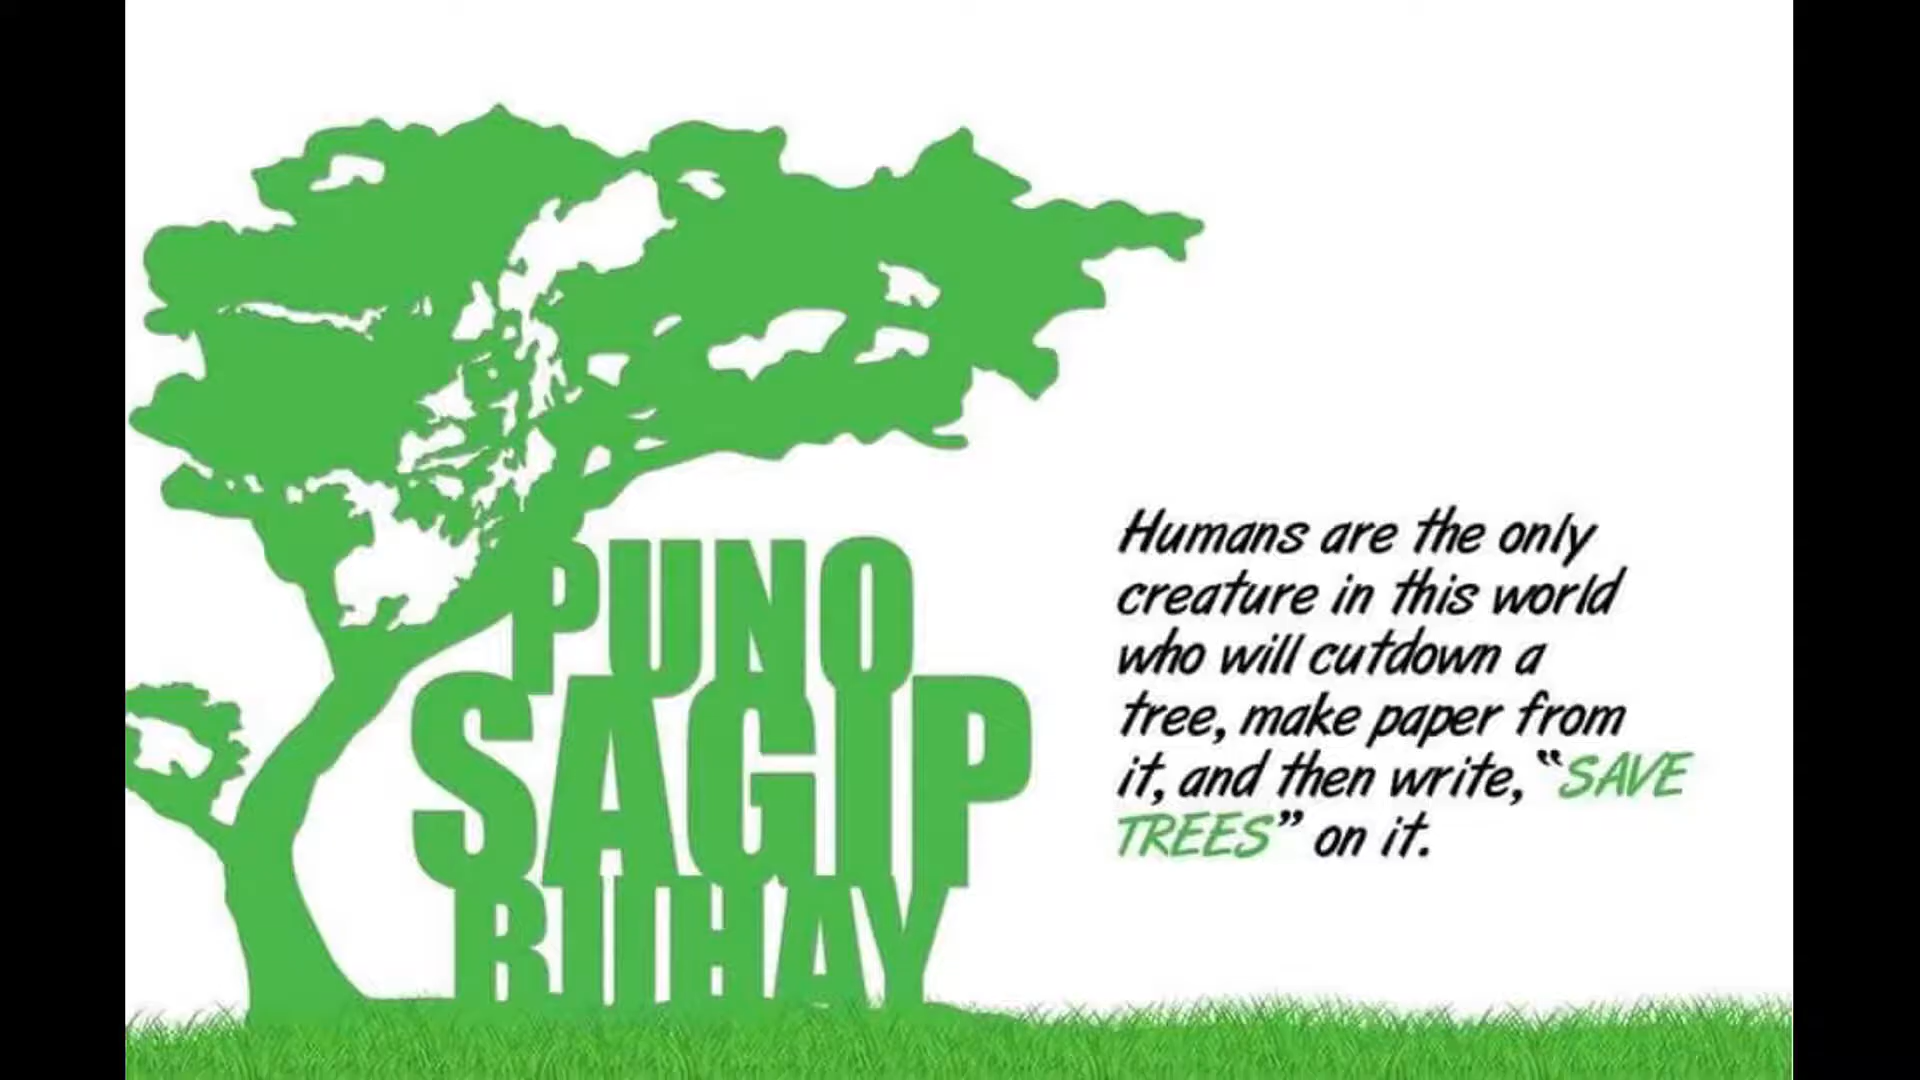 PUNO
SAGIP
BUHAY
Humans are the only
creature in this world
who will cutdown a
tree, make paper from
it, and then write, “SAVE
TREES” on it.